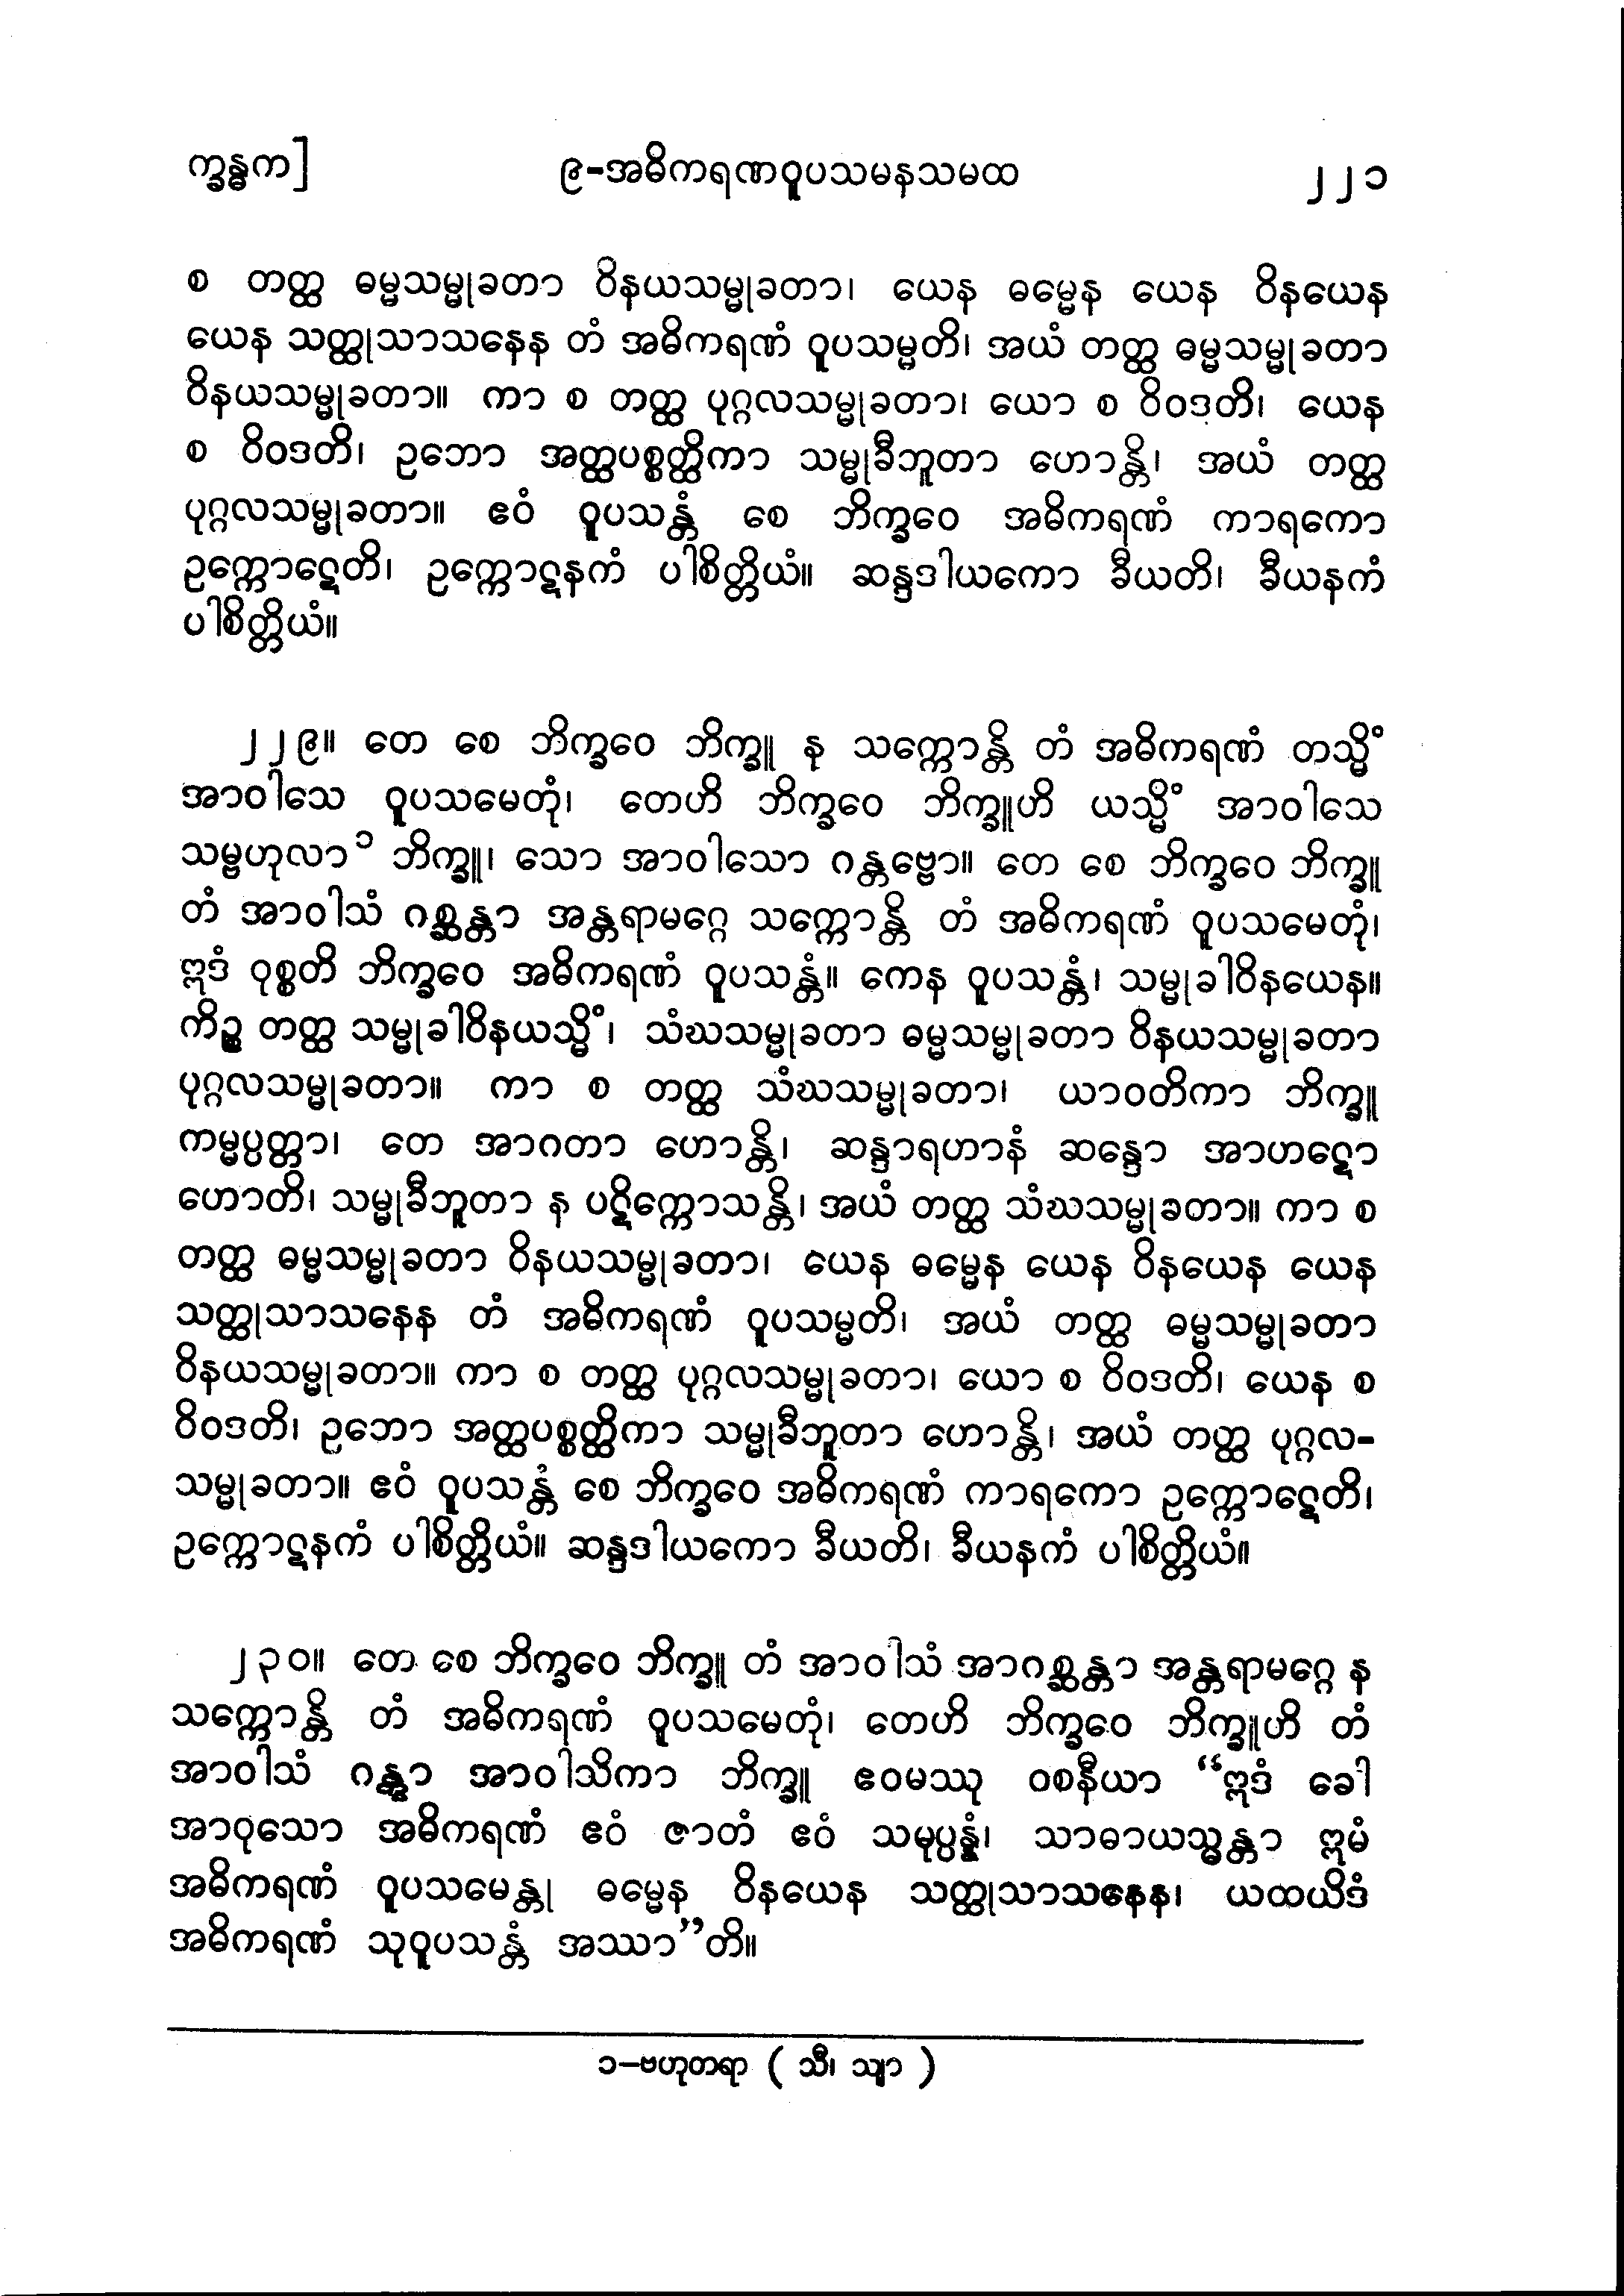 က္ခန္ဓက]
၉-အဓိကရဏဝူပသမနသမထ
၂၂၁
စ တတ္ထ ဓမ္မသမ္မုခတာ ဝိနယသမ္မုခတာ၊ ယေန ဓမ္မေန ယေန ဝိနယေန
ယေန သတ္ထုသာသနေန တံ အဓိကရဏံ ဝူပသမ္မတိ၊ အယံ တတ္ထ ဓမ္မသမ္မုခတာ
ဝိနယသမ္မုခတာ။ ကာ စ တတ္ထ ပုဂ္ဂလသမ္မုခတာ၊ ယော စ ဝိဝဒတိ၊ ယေန
စ ဝိဝဒတိ၊ ဥဘော အတ္ထပစ္စတ္ထိကာ သမ္မုခီဘူတာ ဟောန္တိ၊ အယံ တတ္ထ
ပုဂ္ဂလသမ္မုခတာ။ ဧဝံ ဝူပသန္တံ စေ ဘိက္ခဝေ အဓိကရဏံ ကာရကော
ဥက္ကောဋေတိ၊ ဥက္ကောဋနကံ ပါစိတ္တိယံ။ ဆန္ဒဒါယကော ခီယတိ၊ ခီယနကံ
ပါစိတ္တိယံ။
၂၂၉။ တေ စေ ဘိက္ခဝေ ဘိက္ခူ န သက္ကောန္တိ တံ အဓိကရဏံ တသ္မိံ
အာဝါသေ ဝူပသမေတုံ၊ တေဟိ ဘိက္ခဝေ ဘိက္ခူဟိ ယသ္မိံ အာဝါသေ
သမ္ဗဟုလာ ၁ ဘိက္ခူ၊ သော အာဝါသော ဂန္တဗ္ဗော။ တေ စေ ဘိက္ခဝေ ဘိက္ခူ
တံ အာဝါသံ ဂစ္ဆန္တာ အန္တရာမဂ္ဂေ သက္ကောန္တိ တံ အဓိကရဏံ ဝူပသမေတုံ၊
ဣဒံ ဝုစ္စတိ ဘိက္ခဝေ အဓိကရဏံ ဝူပသန္တံ။ ကေန ဝူပသန္တံ၊ သမ္မုခါဝိနယေန။
ကိဉ္စ တတ္ထ သမ္မုခါဝိနယသ္မိံ၊ သံဃသမ္မုခတာ ဓမ္မသမ္မုခတာ ဝိနယသမ္မုခတာ
ပုဂ္ဂလသမ္မုခတာ။ ကာ စ တတ္ထ သံဃသမ္မုခတာ၊ ယာဝတိကာ ဘိက္ခူ
ကမ္မပ္ပတ္တာ၊ တေ အာဂတာ ဟောန္တိ၊ ဆန္ဒာရဟာနံ ဆန္ဒော အာဟဋော
ဟောတိ၊ သမ္မုခီဘူတာ န ပဋိက္ကောသန္တိ၊ အယံ တတ္ထ သံဃသမ္မုခတာ။ ကာ စ
တတ္ထ ဓမ္မသမ္မုခတာ ဝိနယသမ္မုခတာ၊ ယေန ဓမ္မေန ယေန ဝိနယေန ယေန
သတ္ထုသာသနေန တံ အဓိကရဏံ ဝူပသမ္မတိ၊ အယံ တတ္ထ ဓမ္မသမ္မုခတာ
ဝိနယသမ္မုခတာ။ ကာ စ တတ္ထ ပုဂ္ဂလသမ္မုခတာ၊ ယော စ ဝိဝဒတိ၊ ယေန စ
ဝိဝဒတိ၊ ဥဘော အတ္ထပစ္စတ္ထိကာ သမ္မုခီဘူတာ ဟောန္တိ၊ အယံ တတ္ထ ပုဂ္ဂလ-
သမ္မုခတာ။ ဧဝံ ဝူပသန္တံ စေ ဘိက္ခဝေ အဓိကရဏံ ကာရကော ဥက္ကောဋေတိ၊
ဥက္ကောဋနကံ ပါစိတ္တိယံ။ ဆန္ဒဒါယကော ခီယတိ၊ ခီယနကံ ပါစိတ္တိယံ။
၂၃၀။ တေ စေ ဘိက္ခဝေ ဘိက္ခူ တံ အာဝါသံ အာဂစ္ဆန္တာ အန္တရာမဂ္ဂေ န
သက္ကောန္တိ တံ အဓိကရဏံ ဝူပသမေတုံ၊ တေဟိ ဘိက္ခဝေ ဘိက္ခူဟိ တံ
အာဝါသံ ဂန္တွာ အာဝါသိကာ ဘိက္ခူ ဧဝမဿု ဝစနီယာ “ဣဒံ ခေါ
အာဝုသော အဓိကရဏံ ဧဝံ ဇာတံ ဧဝံ သမုပ္ပန္နံ၊ သာဓာယသ္မန္တာ ဣမံ
အဓိကရဏံ ဝူပသမေန္တု ဓမ္မေန ဝိနယေန သတ္ထုသာသနေန၊ ယထယိဒံ
အဓိကရဏံ သုဝူပသန္တံ အဿာ”တိ။
၁–ဗဟုတရာ ( သီ၊ သျာ )